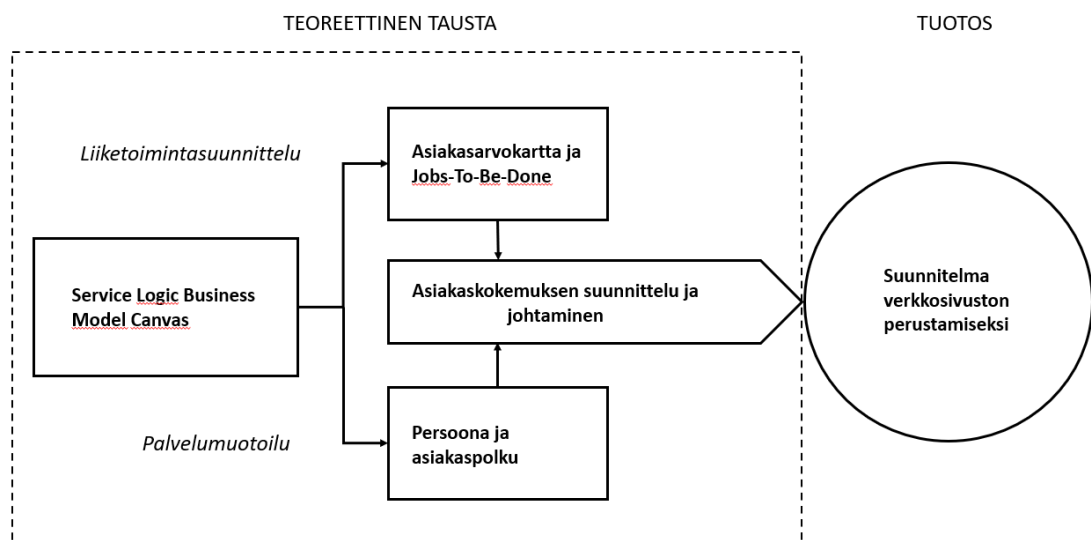 TEOREETTINEN TAUSTA
TUOTOS
Liiketoimintasuunnittelu
Asiakasarvokartta ja
Jobs-To-Be-Done
Service Logic Business
Model Canvas
Asiakaskokemuksen suunnittelu ja
johtaminen
Suunnitelma
verkkosivuston
perustamiseksi
Palvelumuotoilu
Persoona ja
asiakaspolku